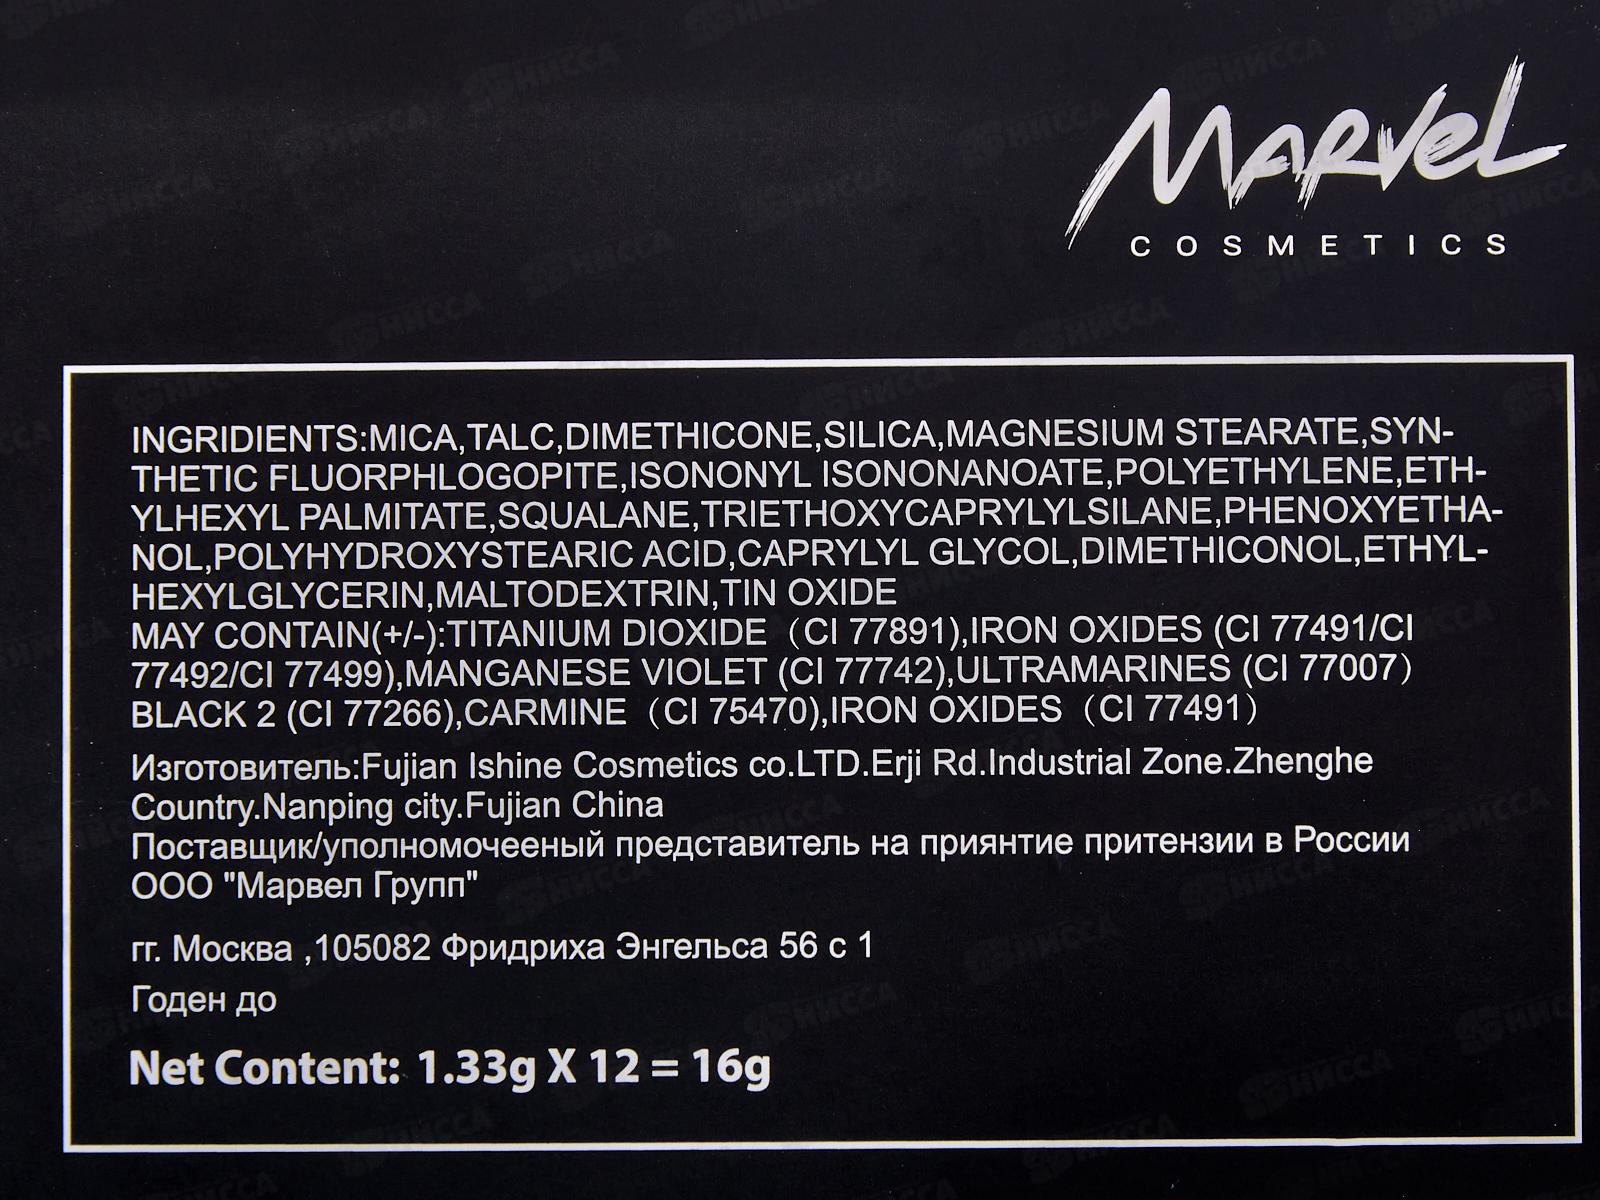 MARVEL
COSMETICS
INGRIDIENTS:MICA,TALC,DIMETHICONE,SILICA,MAGNESIUM STEARATE,SYN-
THETIC FLUORPHLOGOPITE,ISONONYL ISONONANOATE,POLYETHYLENE,ETH-
YLHEXYL PALMITATE,SQUALANE,TRIETHOXYCAPRYLYLSILANE,PHENOXYETHA-
NOL,POLYHYDROXYSTEARIC ACID,CAPRYLYL GLYCOL,DIMETHICONOL,ETHYL-
HEXYLGLYCERIN,MALTODEXTRIN,TIN OXIDE
MAY CONTAIN(+/-):TITANIUM DIOXIDE（CI 77891),IRON OXIDES (CI 77491/CI
77492/CI 77499),MANGANESE VIOLET (CI 77742),ULTRAMARINES (CI 77007）
BLACK 2 (CI 77266),CARMINE（CI 75470),IRON OXIDES（CI 77491）
Изготовитель:Fujian Ishine Cosmetics co.LTD.Erji Rd.Industrial Zone.Zhenghe
Country.Nanping city.Fujian China
Поставщик/уполномочееный представитель на приянтие притензии в России
ООО "Марвел Групп"
гг. Москва ,105082 Фридриха Энгельса 56 с 1
Годен до
Net Content: 1.33g X 12 = 16g